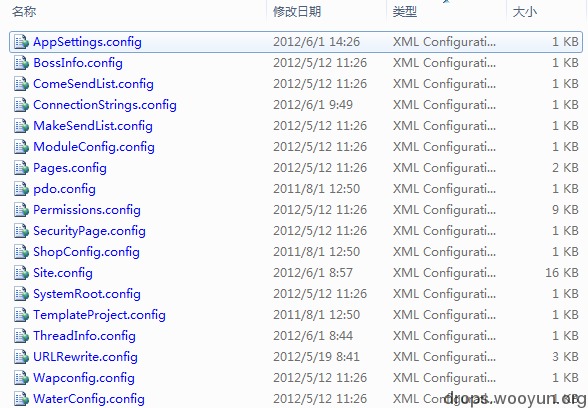 名称 修改日期 类型 大小
AppSettings.config 2012/6/1 14:26 XML Configurati... 1 KB
BossInfo.config 2012/5/12 11:26 XML Configurati... 1 KB
ComeSendList.config 2012/5/12 11:26 XML Configurati... 1 KB
ConnectionStrings.config 2012/6/1 9:49 XML Configurati... 1 KB
MakeSendList.config 2012/5/12 11:26 XML Configurati... 1 KB
ModuleConfig.config 2012/5/12 11:26 XML Configurati... 1 KB
Pages.config 2012/5/12 11:26 XML Configurati... 2 KB
pdo.config 2011/8/1 12:50 XML Configurati... 1 KB
Permissions.config 2012/5/12 11:26 XML Configurati... 9 KB
SecurityPage.config 2012/5/12 11:26 XML Configurati... 1 KB
ShopConfig.config 2011/8/1 12:50 XML Configurati... 1 KB
Site.config 2012/6/1 8:57 XML Configurati... 16 KB
SystemRoot.config 2012/5/12 11:26 XML Configurati... 1 KB
TemplateProject.config 2011/8/1 12:50 XML Configurati... 1 KB
ThreadInfo.config 2012/6/1 8:44 XML Configurati... 1 KB
URLRewrite.config 2012/5/19 8:41 XML Configurati... 3 KB
Wapconfig.config 2012/5/12 11:26 XML Configurati... 1 KB
WaterConfig.config 2012/5/12 11:26 XML Configurati... 1 KB
drops.wooyun.org